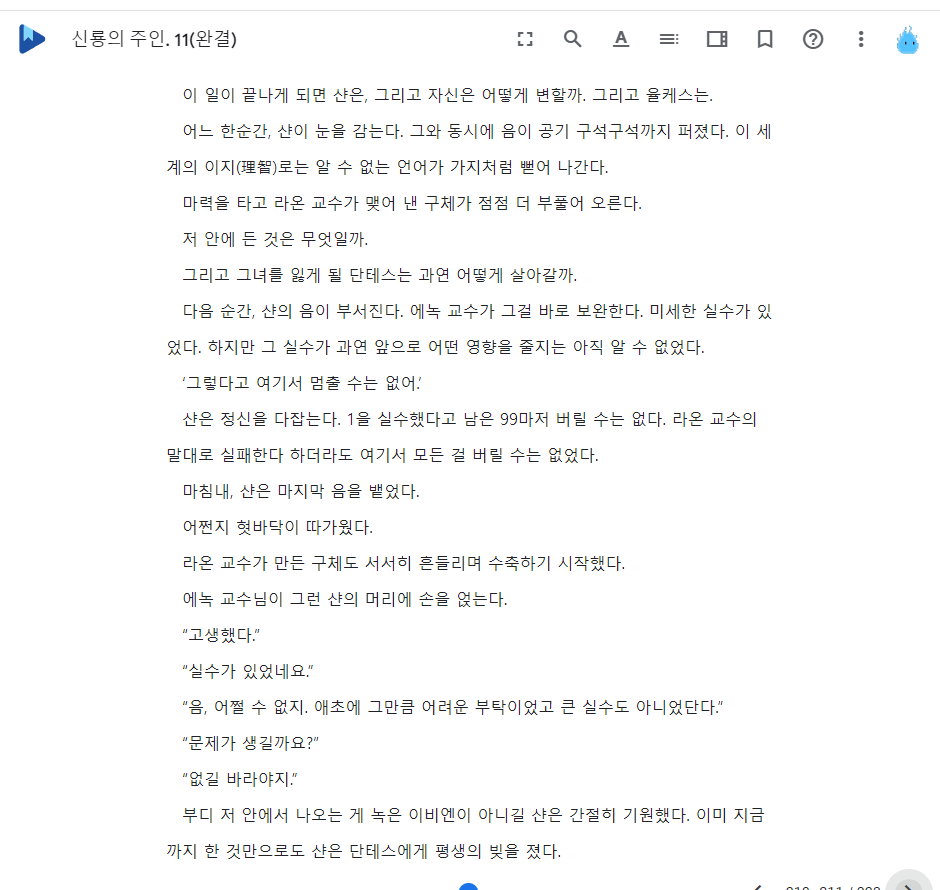 신룡의 주인. 11(완결)
이 일이 끝나게 되면 샨은, 그리고 자신은 어떻게 변할까. 그리고 율케스는.
어느 한순간, 샨이 눈을 감는다. 그와 동시에 음이 공기 구석구석까지 퍼졌다. 이 세
계의 이지(理智)로는 알 수 없는 언어가 가지처럼 뻗어 나간다.
마력을 타고 라온 교수가 맺어 낸 구체가 점점 더 부풀어 오른다.
저 안에 든 것은 무엇일까.
그리고 그녀를 잃게 될 단테스는 과연 어떻게 살아갈까.
다음 순간, 샨의 음이 부서진다. 에녹 교수가 그걸 바로 보완한다. 미세한 실수가 있
었다. 하지만 그 실수가 과연 앞으로 어떤 영향을 줄지는 아직 알 수 없었다.
‘그렇다고 여기서 멈출 수는 없어.’
샨은 정신을 다잡는다. 1을 실수했다고 남은 99마저 버릴 수는 없다. 라온 교수의
말대로 실패한다 하더라도 여기서 모든 걸 버릴 수는 없었다.
마침내, 샨은 마지막 음을 뱉었다.
어쩐지 혓바닥이 따가웠다.
라온 교수가 만든 구체도 서서히 흔들리며 수축하기 시작했다.
에녹 교수님이 그런 샨의 머리에 손을 얹는다.
“고생했다.”
“실수가 있었네요.”
“음, 어쩔 수 없지. 애초에 그만큼 어려운 부탁이었고 큰 실수도 아니었단다.”
“문제가 생길까요?”
“없길 바라야지.”
부디 저 안에서 나오는 게 녹은 이비엔이 아니길 샨은 간절히 기원했다. 이미 지금
까지 한 것만으로도 샨은 단테스에게 평생의 빚을 졌다.